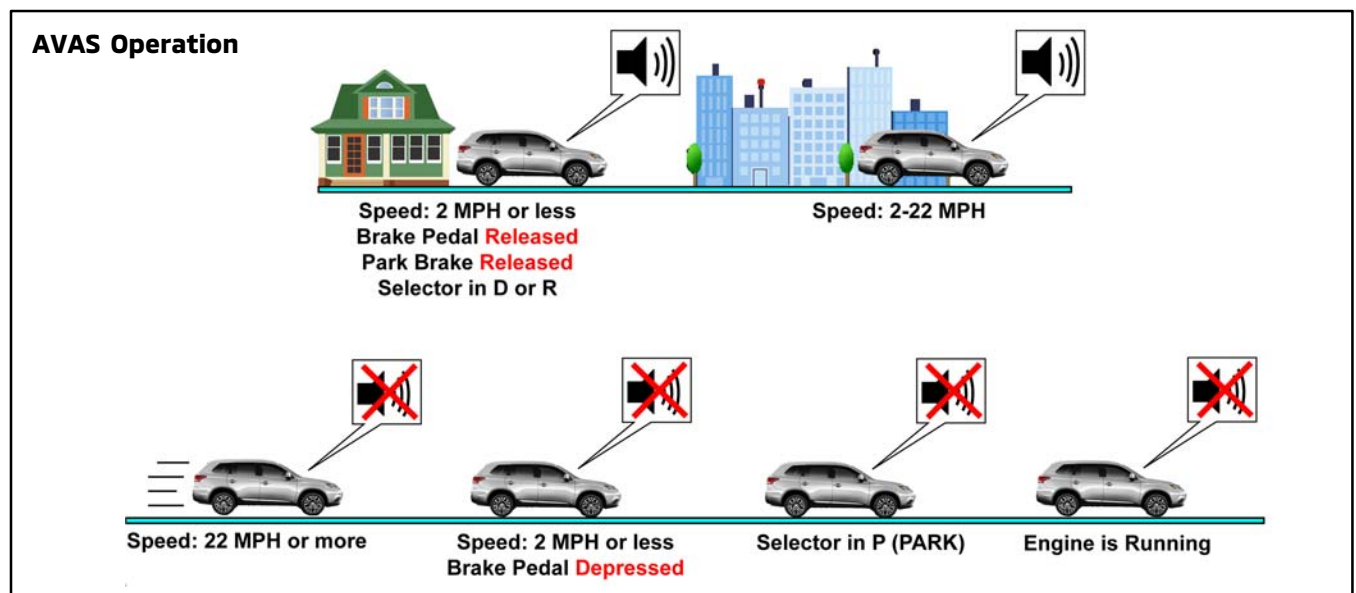 AVAS Operation
Speed: 2 MPH or less
Brake Pedal Released
Park Brake Released
Selector in D or R
Speed: 2-22 MPH
Speed: 22 MPH or more
Speed: 2 MPH or less
Brake Pedal Depressed
Selector in P (PARK)
Engine is Running